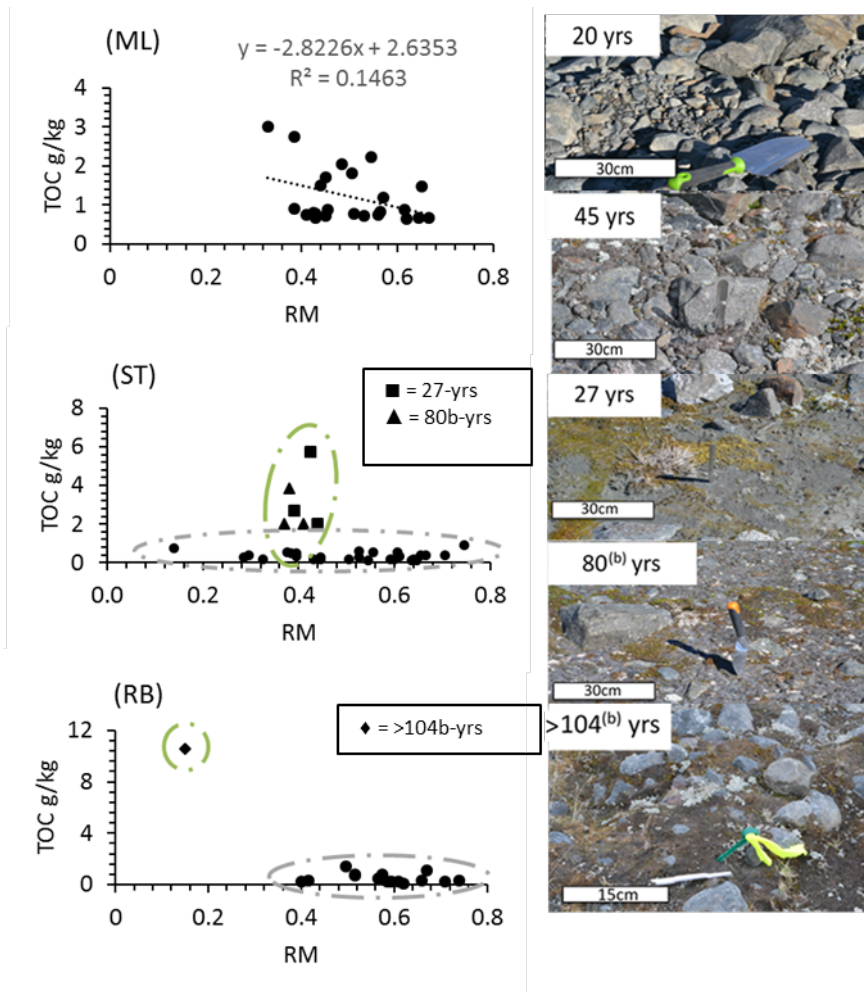 (ML)
y = -2.8226x + 2.6353
R² = 0.1463
TOC g/kg
4
3
2
1
0
0 0.2 0.4 0.6 0.8
RM
(ST)
■ = 27-yrs
▲ = 80b-yrs
TOC g/kg
8
6
4
2
0
0.0 0.2 0.4 0.6 0.8
RM
(RB)
♦ = >104b-yrs
TOC g/kg
12
8
4
0
0 0.2 0.4 0.6 0.8
RM
20 yrs
30cm
45 yrs
30cm
27 yrs
30cm
80⁽ᵇ⁾ yrs
30cm
>104⁽ᵇ⁾ yrs
15cm